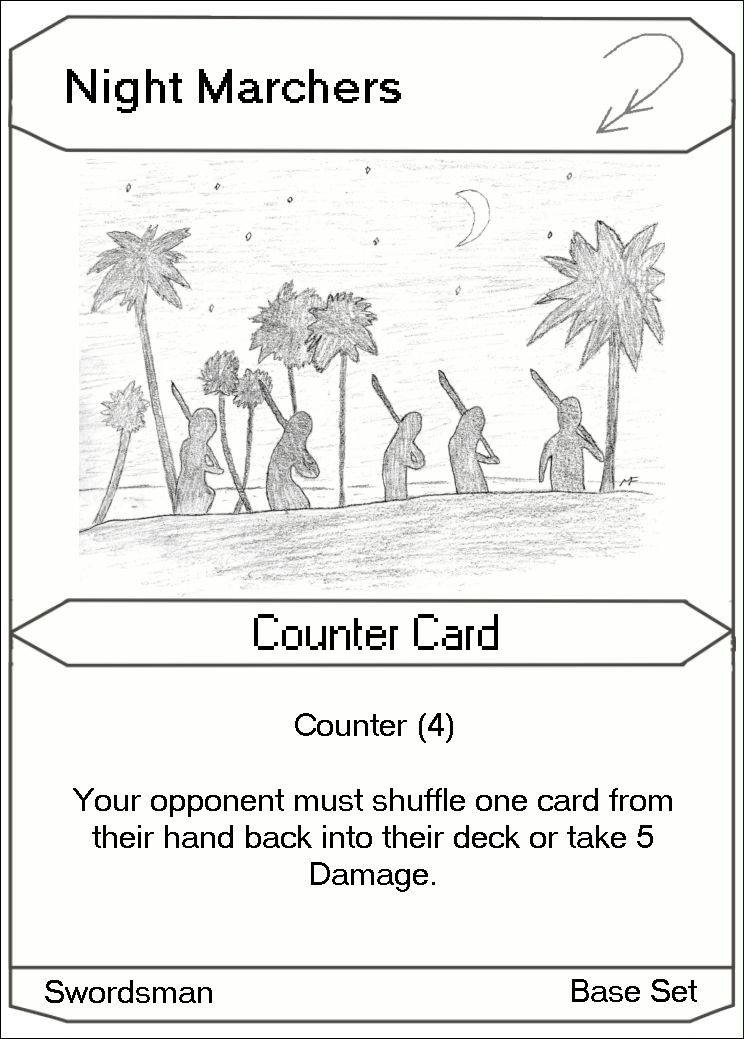 Night Marchers
MF
Counter Card
Counter (4)
Your opponent must shuffle one card from
their hand back into their deck or take 5
Damage.
Swordsman
Base Set